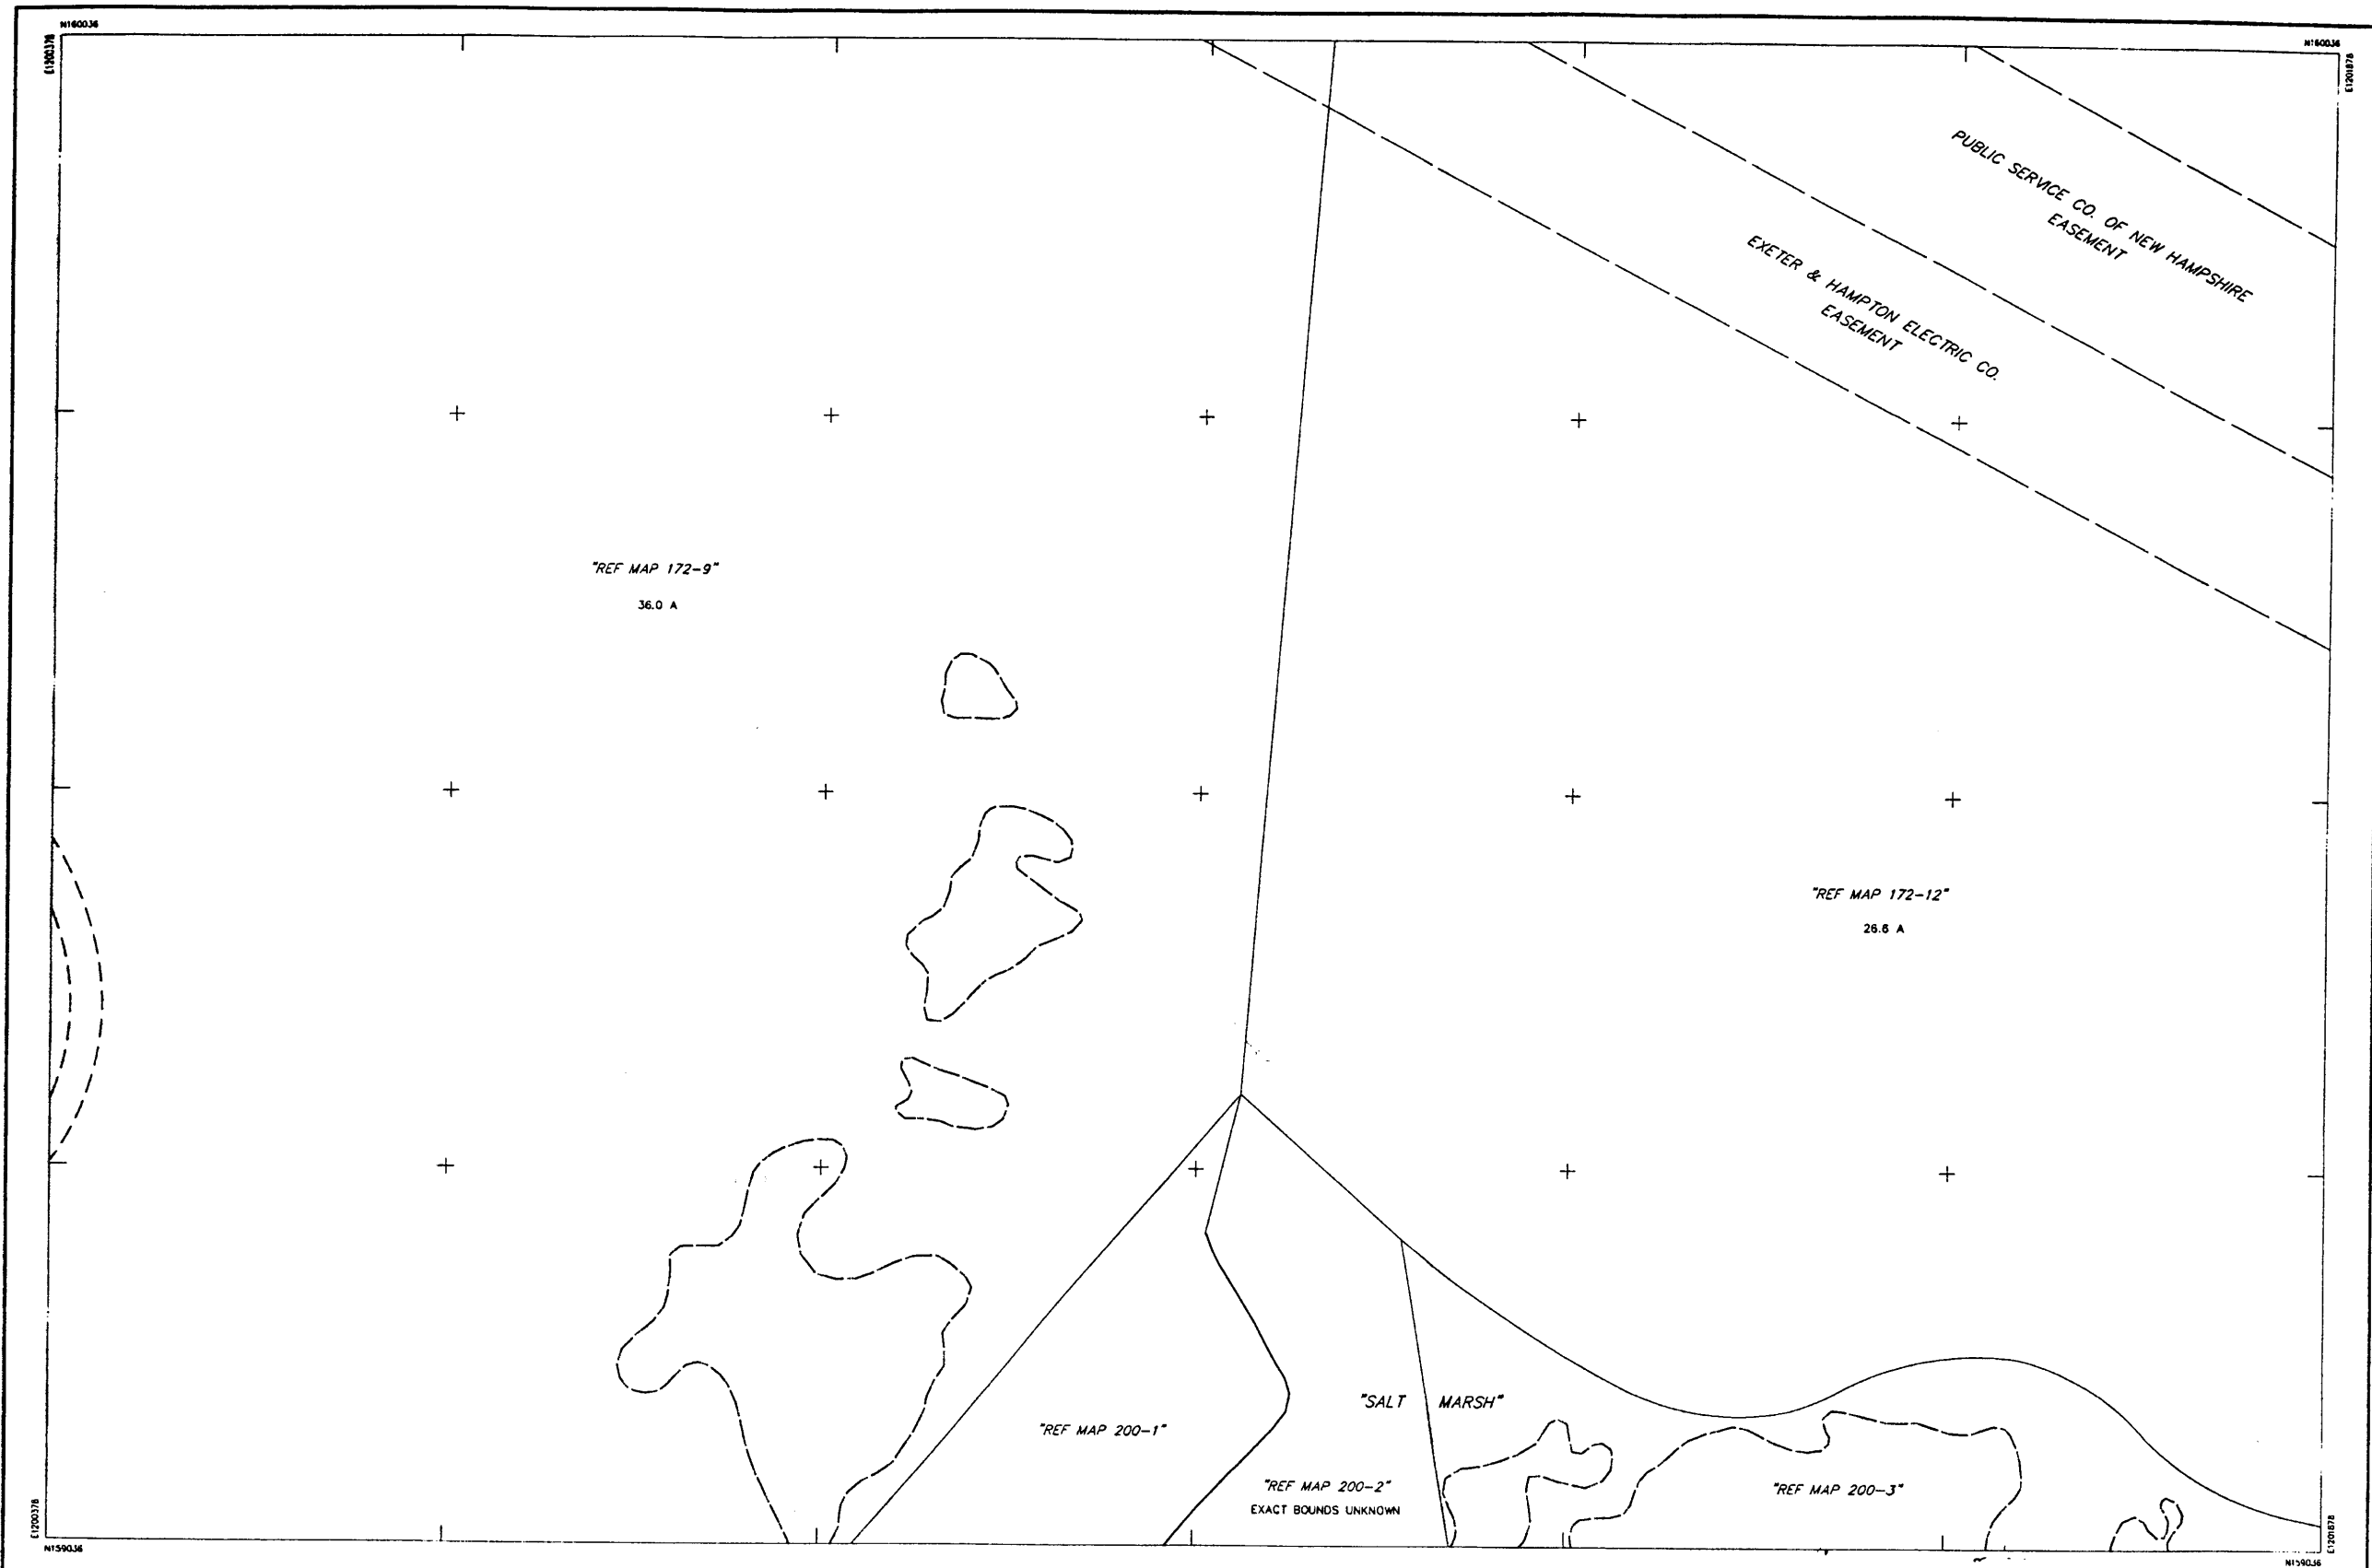 N160036
N160036
E1200378
E1201878
PUBLIC SERVICE CO. OF NEW HAMPSHIRE
EASEMENT
EXETER & HAMPTON ELECTRIC CO.
EASEMENT
"REF MAP 172-9"
36.0 A
"REF MAP 172-12"
26.6 A
"SALT MARSH"
"REF MAP 200-1"
"REF MAP 200-2"
EXACT BOUNDS UNKNOWN
"REF MAP 200-3"
E1200378
E1201878
N159036
N159036